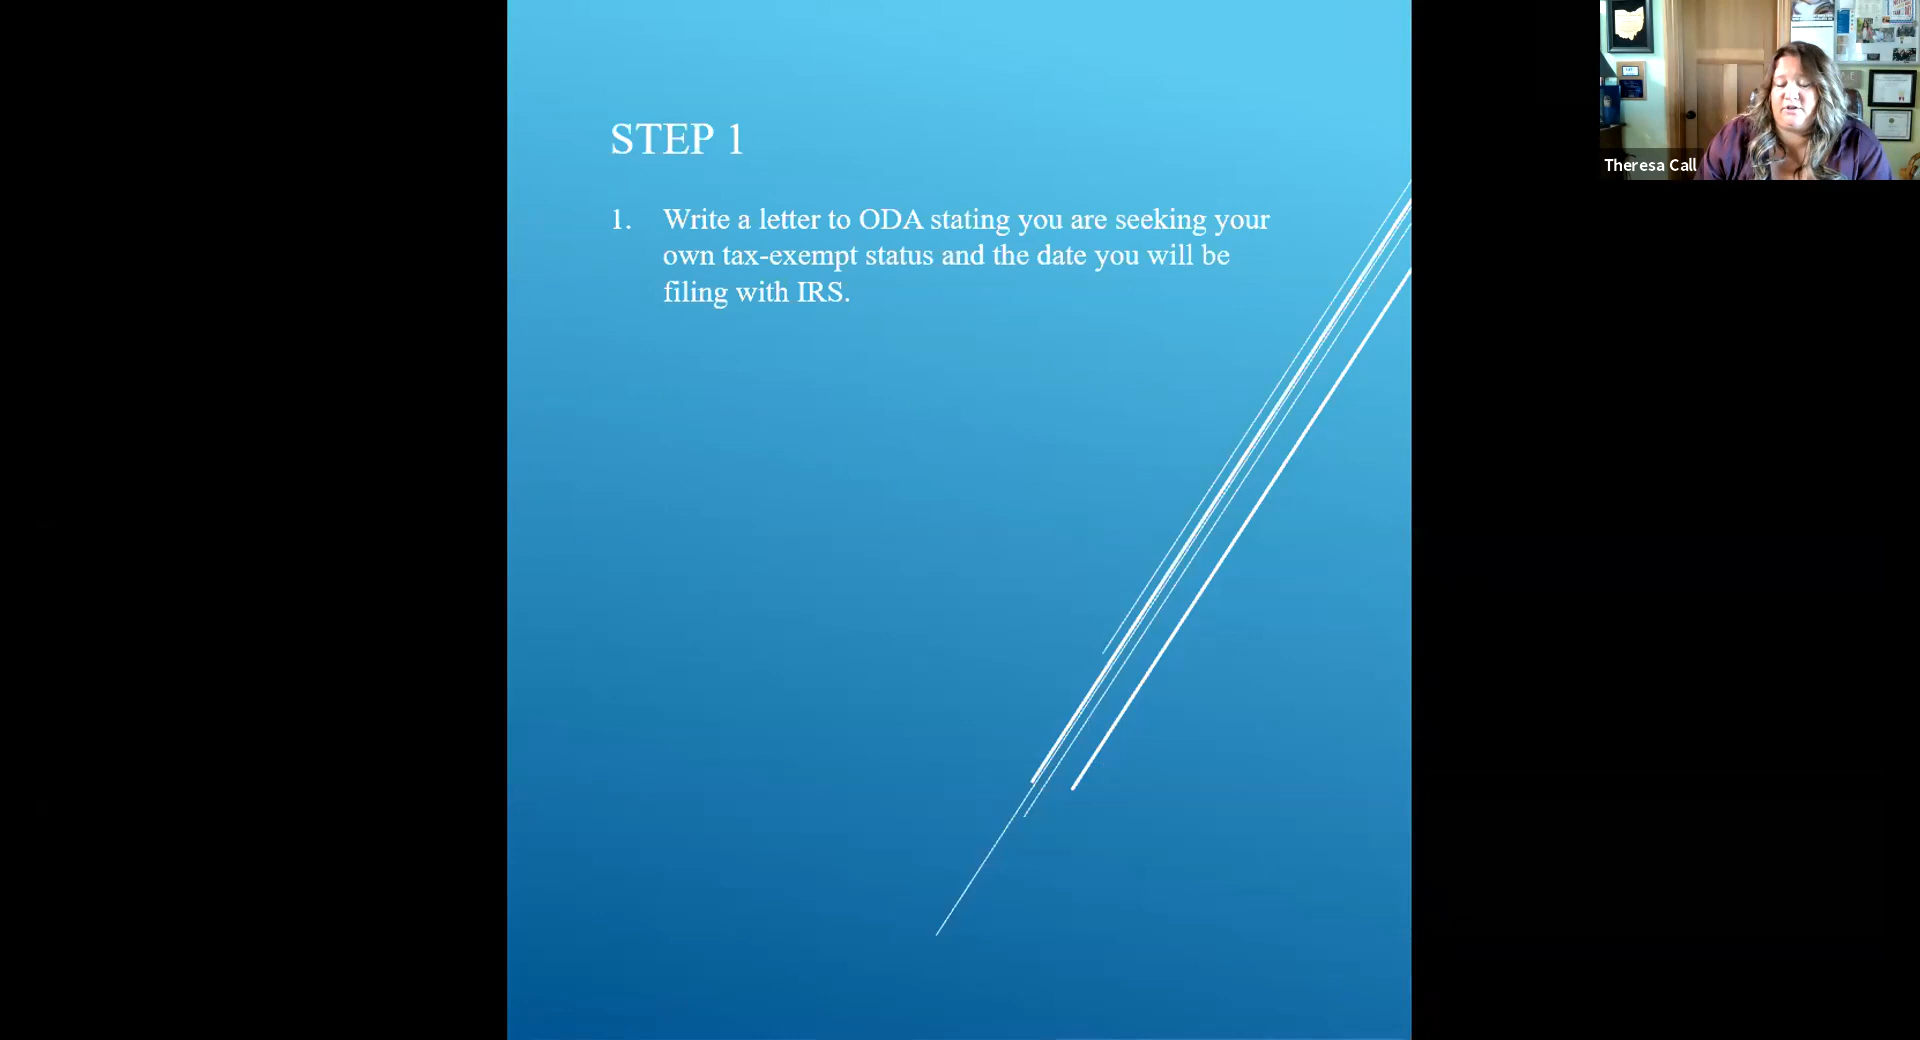 STEP 1
1. Write a letter to ODA stating you are seeking your
own tax-exempt status and the date you will be
filing with IRS.
Theresa Call